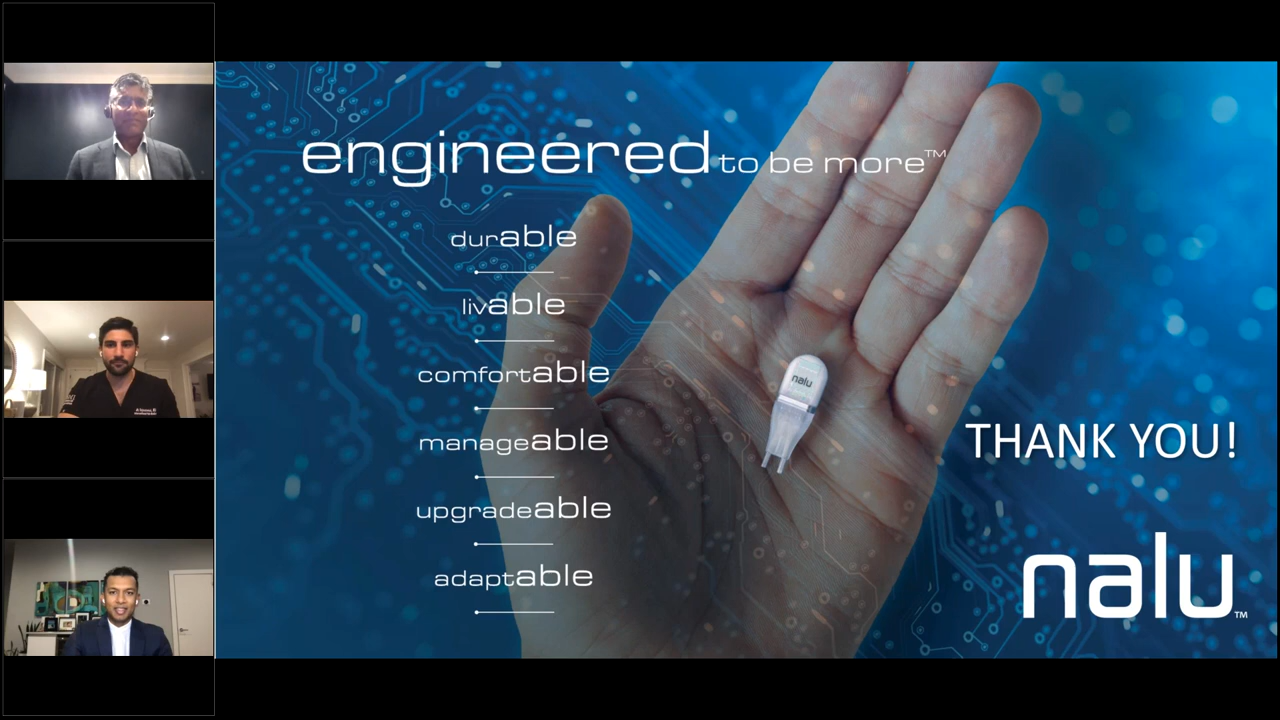 engineered to be more™
durable
livable
comfortable
manageable
upgradeable
adaptable
nalu
THANK YOU!
nalu™